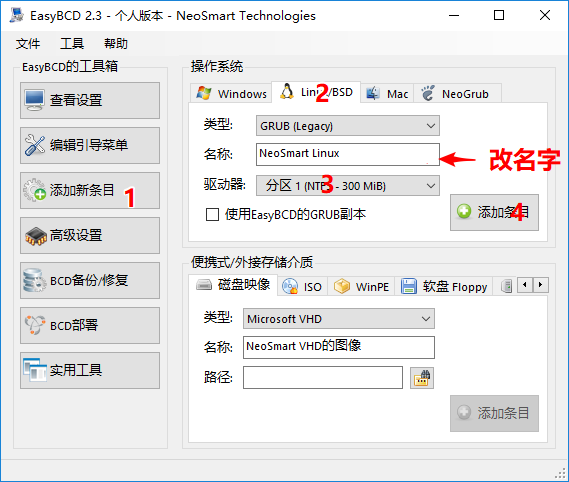 EasyBCD 2.3 - 个人版本 - NeoSmart Technologies
文件 工具 帮助
EasyBCD的工具箱
查看设置
编辑引导菜单
添加新条目 1
高级设置
BCD备份/修复
BCD部署
实用工具
操作系统
Windows 2 /BSD Mac NeoGrub
类型: GRUB (Legacy)
名称: NeoSmart Linux
改名字
驱动器: 分区 1 3 - 300 MiB)
使用EasyBCD的GRUB副本
添加条目 4
便携式/外接存储介质
磁盘映像 ISO WinPE 软盘 Floppy
类型: Microsoft VHD
名称: NeoSmart VHD的图像
路径:
添加条目